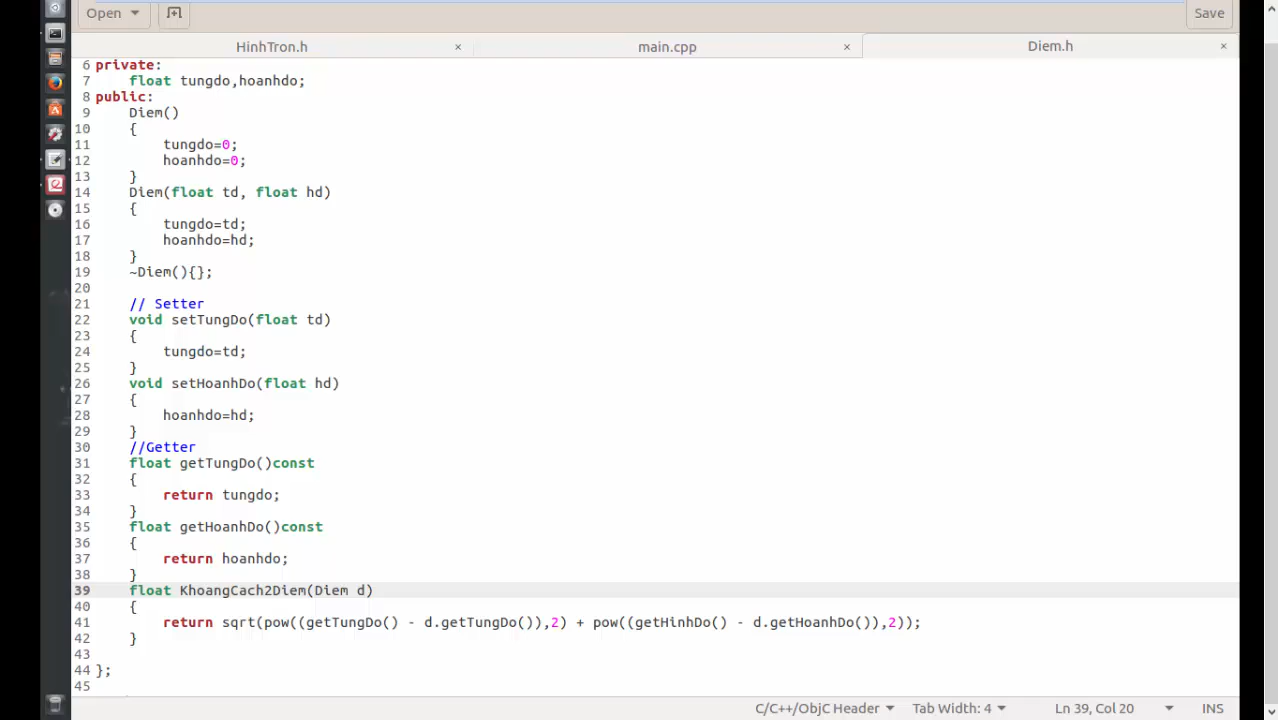 Open
Save
HinhTron.h
main.cpp
Diem.h
6 private:
7 float tungdo,hoanhdo;
8 public:
9 Diem()
10 {
11 tungdo=0;
12 hoanhdo=0;
13 }
14 Diem(float td, float hd)
15 {
16 tungdo=td;
17 hoanhdo=hd;
18 }
19 ~Diem(){};
20
21 // Setter
22 void setTungDo(float td)
23 {
24 tungdo=td;
25 }
26 void setHoanhDo(float hd)
27 {
28 hoanhdo=hd;
29 }
30 //Getter
31 float getTungDo()const
32 {
33 return tungdo;
34 }
35 float getHoanhDo()const
36 {
37 return hoanhdo;
38 }
39 float KhoangCach2Diem(Diem d)
40 {
41 return sqrt(pow((getTungDo() - d.getTungDo()),2) + pow((getHinhDo() - d.getHoanhDo()),2));
42 }
43
44 };
45
C/C++/ObjC Header
Tab Width: 4
Ln 39, Col 20
INS